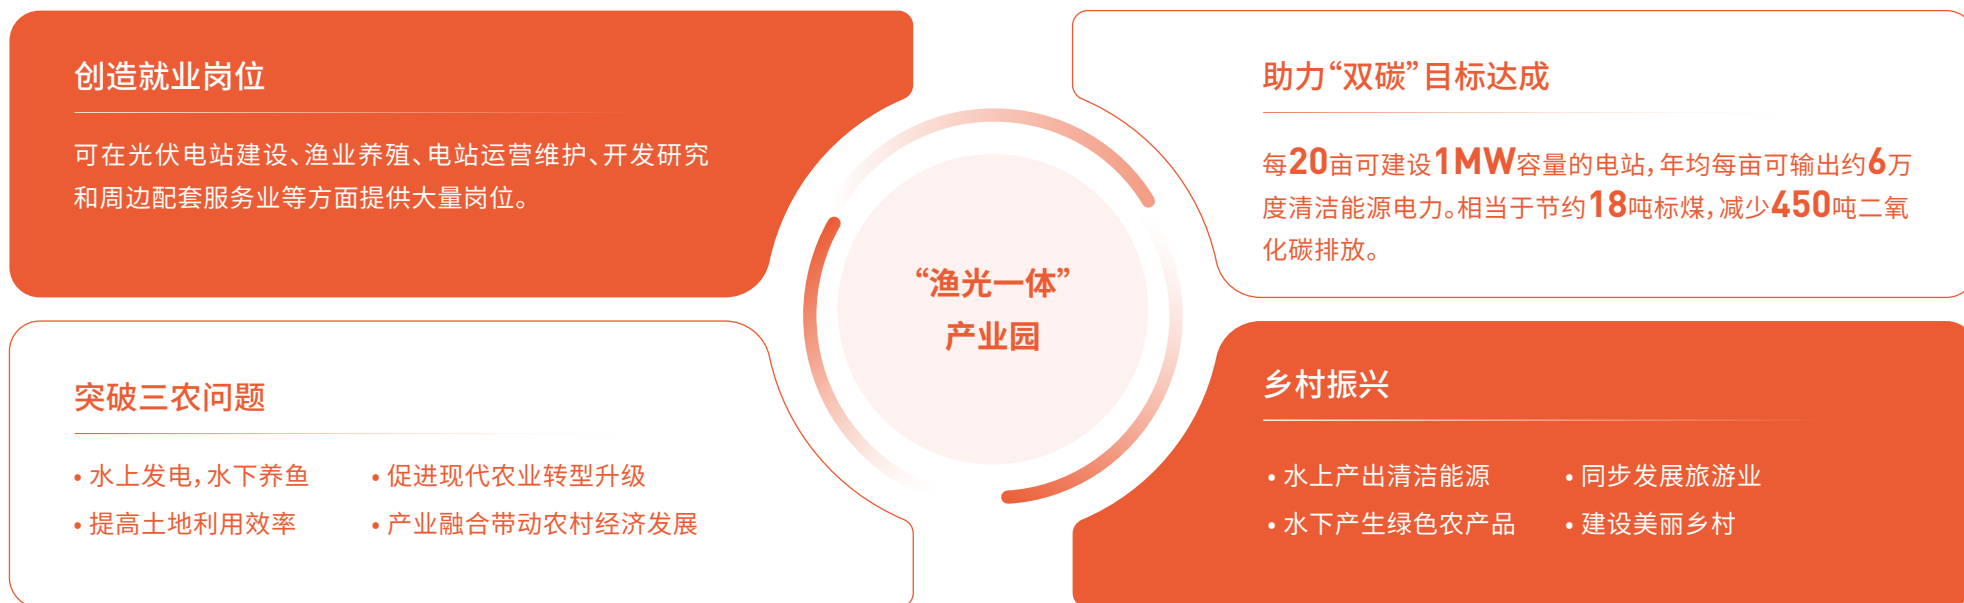 创造就业岗位
可在光伏电站建设、渔业养殖、电站运营维护、开发研究
和周边配套服务业等方面提供大量岗位。
助力“双碳”目标达成
每20亩可建设1MW容量的电站,年均每亩可输出约6万
度清洁能源电力。相当于节约18吨标煤,减少450吨二氧
化碳排放。
“渔光一体”
产业园
突破三农问题
• 水上发电,水下养鱼
• 提高土地利用效率
• 促进现代农业转型升级
• 产业融合带动农村经济发展
乡村振兴
• 水上产出清洁能源
• 水下产生绿色农产品
• 同步发展旅游业
• 建设美丽乡村